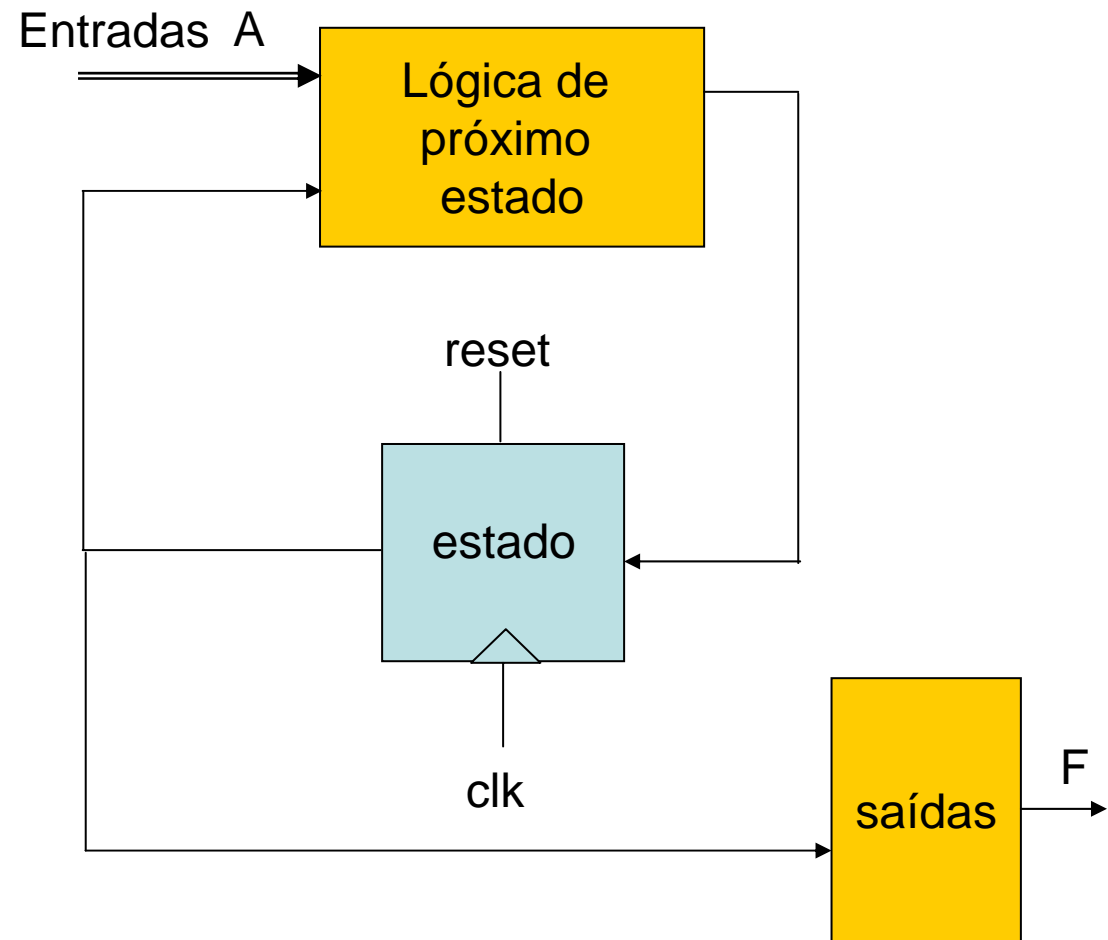 Entradas A
Lógica de
próximo
estado
reset
estado
clk
saídas
F